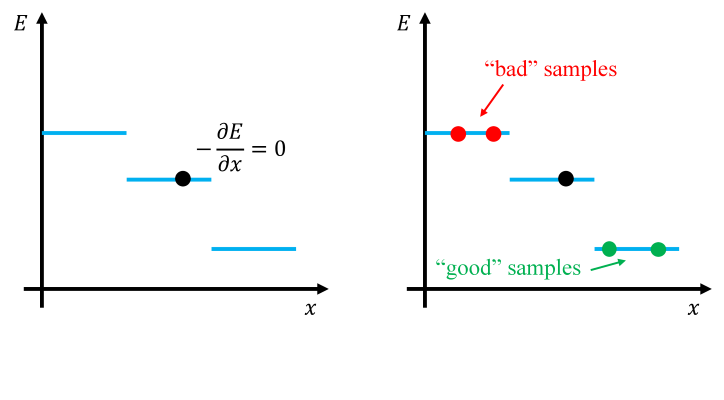 E
−∂E/∂x = 0
x
E
“bad” samples
“good” samples
x